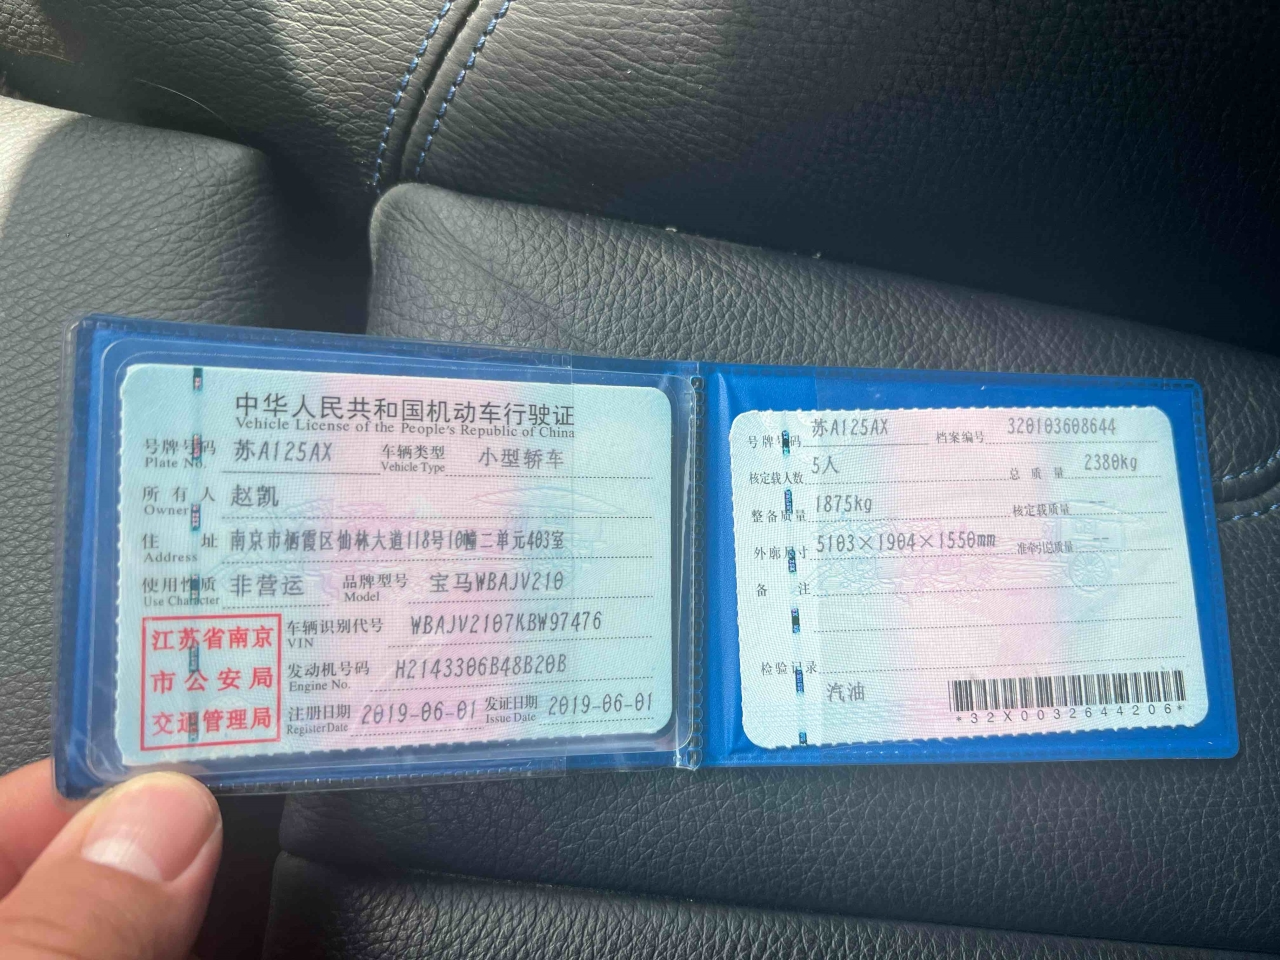 中华人民共和国机动车行驶证
Vehicle License of the People's Republic of China
号牌号码 苏A125AX 车辆类型 小型轿车
Plate No. Vehicle Type
所有人 赵凯
Owner
住址 南京市栖霞区仙林大道118号10幢二单元403室
Address
使用性质 非营运 品牌型号 宝马WBAJV210
Use Character Model
江苏省南京
市公安局
交通管理局
车辆识别代号 WBAJV2107KBW97476
VIN
发动机号码 H2143306B48B20B
Engine No.
注册日期 2019-06-01 发证日期 2019-06-01
Register Date Issue Date
号牌号码 苏A125AX 档案编号 320103608644
核定载人数 5人 总质量 2380kg
整备质量 1875kg 核定载质量 --
外廓尺寸 5103×1904×1550mm 准牵引总质量 --
备注
检验记录
汽油
*32X0032644206*